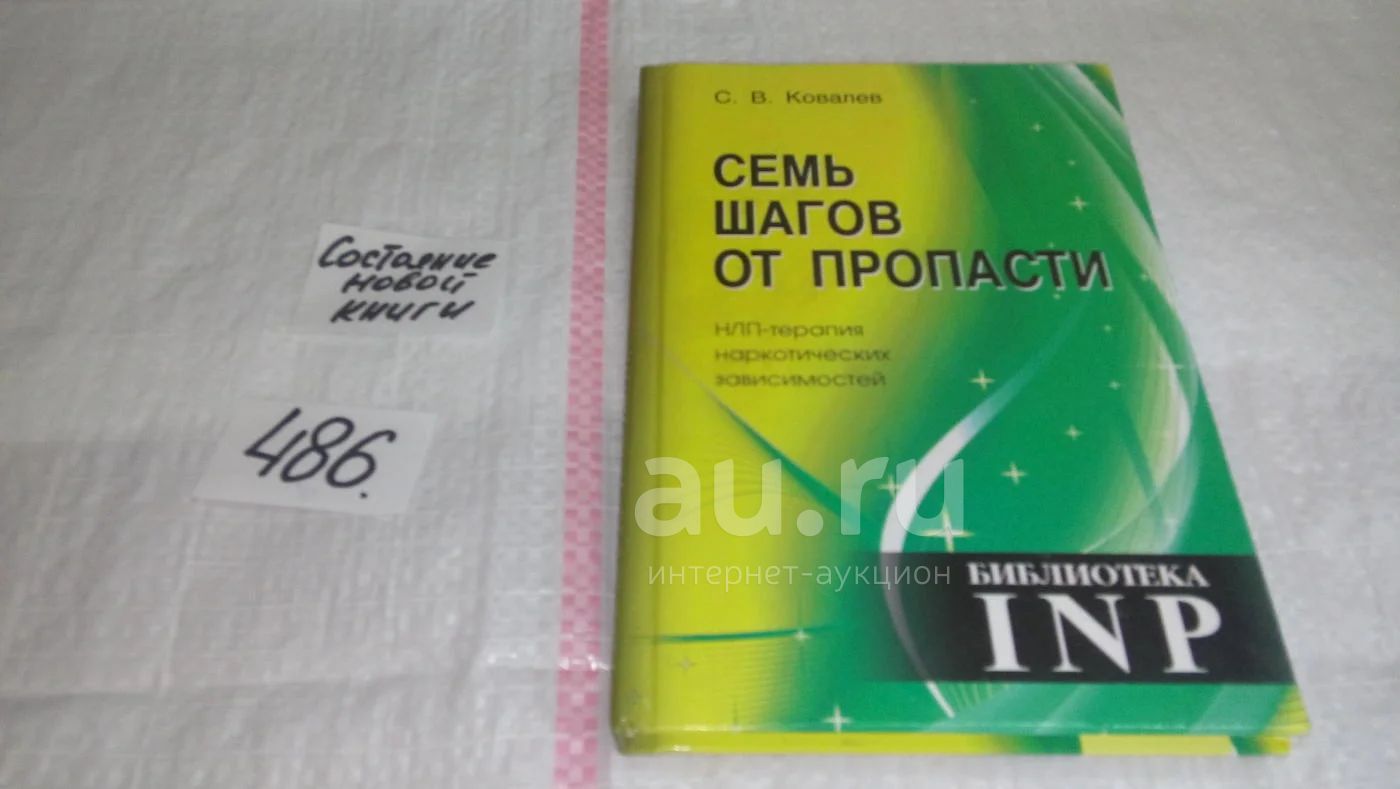 Состояние
новой
книги
486.
С. В. Ковалев
СЕМЬ
ШАГОВ
ОТ ПРОПАСТИ
НЛП-терапия
наркотических
зависимостей
au.ru
интернет-аукцион
БИБЛИОТЕКА
INP